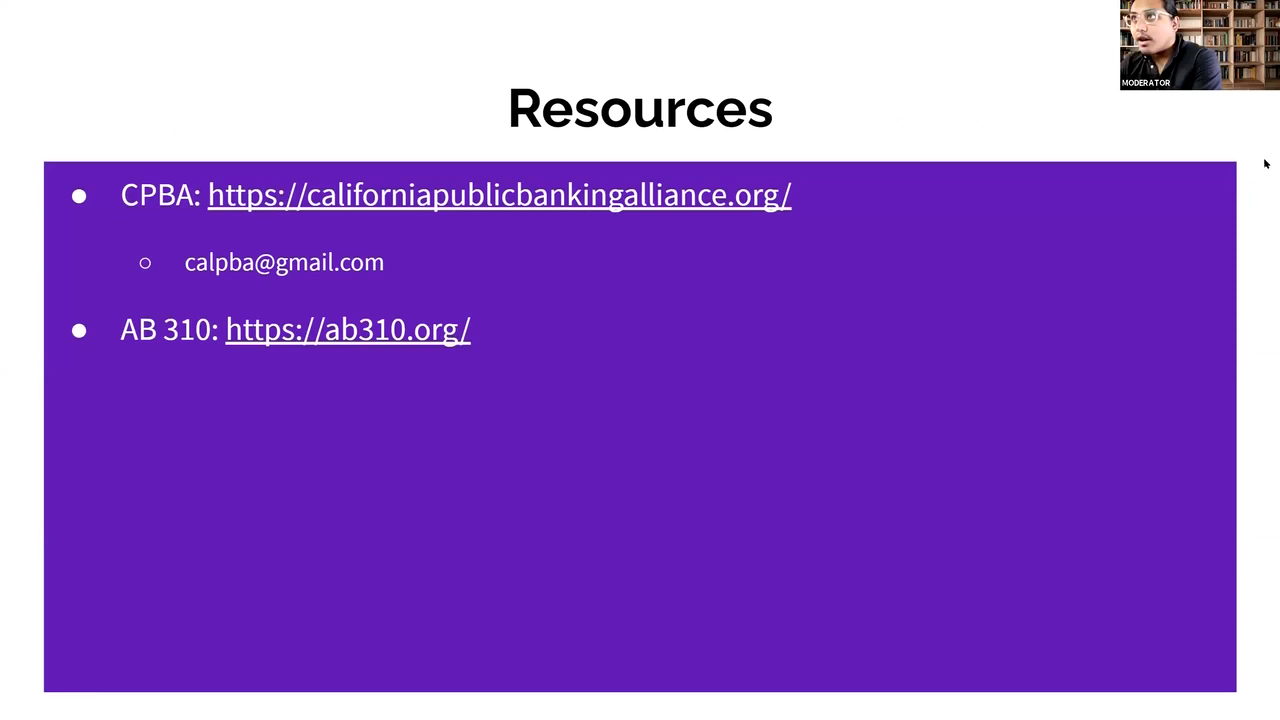 MODERATOR
Resources
● CPBA: https://californiapublicbankingalliance.org/
○ calpba@gmail.com
● AB 310: https://ab310.org/